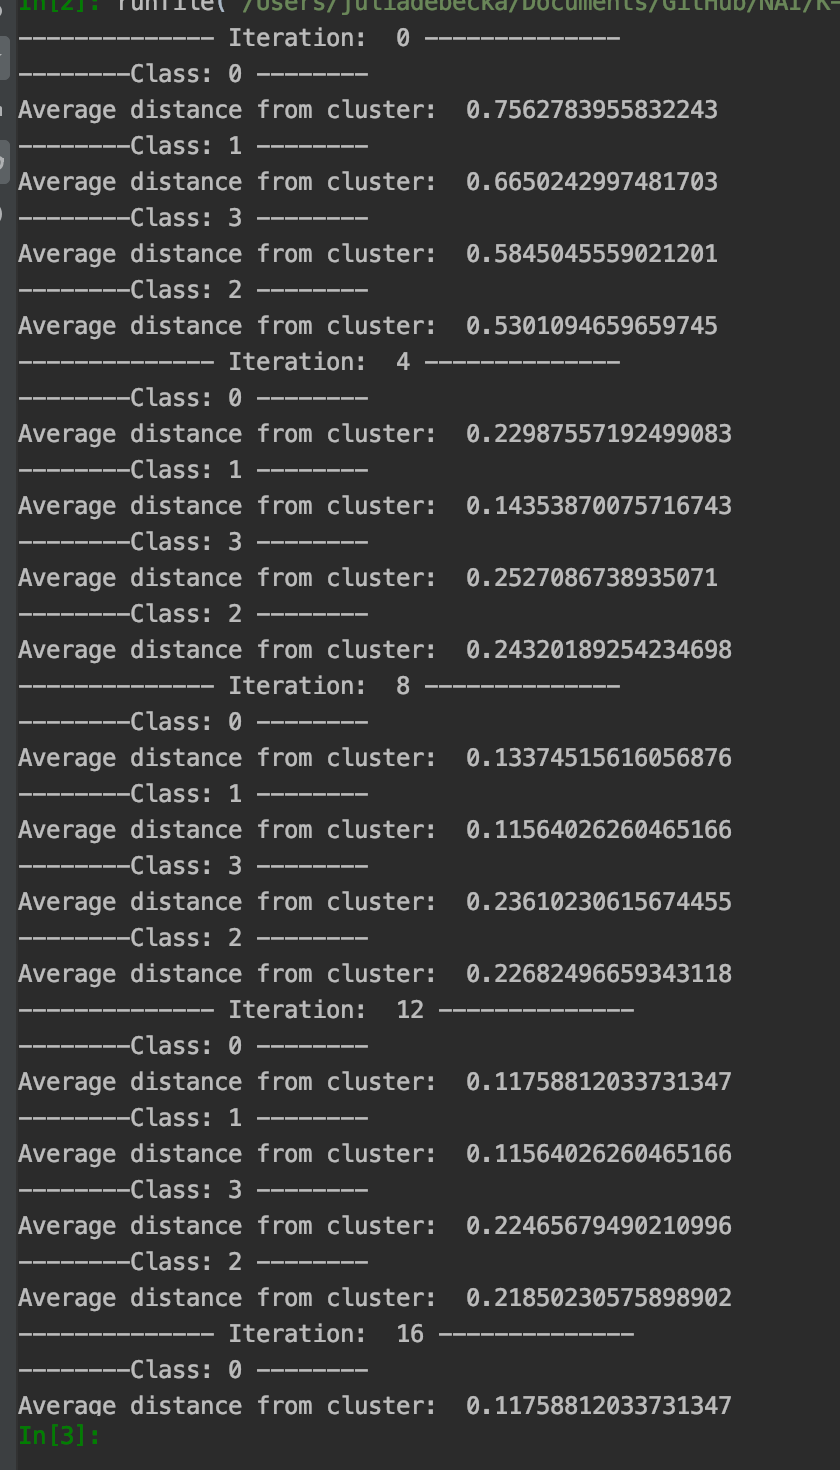 In[2]: runfile('/Users/juliadebecka/Documents/GitHub/NAI/K-
-------------- Iteration:  0 --------------
--------Class: 0 --------
Average distance from cluster:  0.7562783955832243
--------Class: 1 --------
Average distance from cluster:  0.6650242997481703
--------Class: 3 --------
Average distance from cluster:  0.5845045559021201
--------Class: 2 --------
Average distance from cluster:  0.5301094659659745
-------------- Iteration:  4 --------------
--------Class: 0 --------
Average distance from cluster:  0.22987557192499083
--------Class: 1 --------
Average distance from cluster:  0.14353870075716743
--------Class: 3 --------
Average distance from cluster:  0.2527086738935071
--------Class: 2 --------
Average distance from cluster:  0.24320189254234698
-------------- Iteration:  8 --------------
--------Class: 0 --------
Average distance from cluster:  0.13374515616056876
--------Class: 1 --------
Average distance from cluster:  0.11564026260465166
--------Class: 3 --------
Average distance from cluster:  0.23610230615674455
--------Class: 2 --------
Average distance from cluster:  0.22682496659343118
-------------- Iteration:  12 --------------
--------Class: 0 --------
Average distance from cluster:  0.11758812033731347
--------Class: 1 --------
Average distance from cluster:  0.11564026260465166
--------Class: 3 --------
Average distance from cluster:  0.22465679490210996
--------Class: 2 --------
Average distance from cluster:  0.21850230575898902
-------------- Iteration:  16 --------------
--------Class: 0 --------
Average distance from cluster:  0.11758812033731347
In[3]: